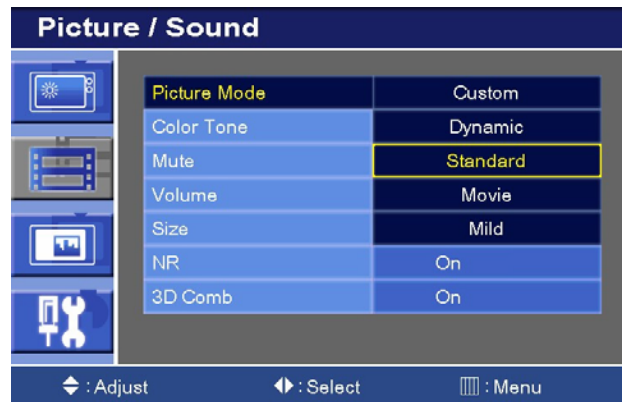 Picture / Sound
Picture Mode Custom
Color Tone Dynamic
Mute Standard
Volume Movie
Size Mild
NR On
3D Comb On
: Adjust : Select : Menu